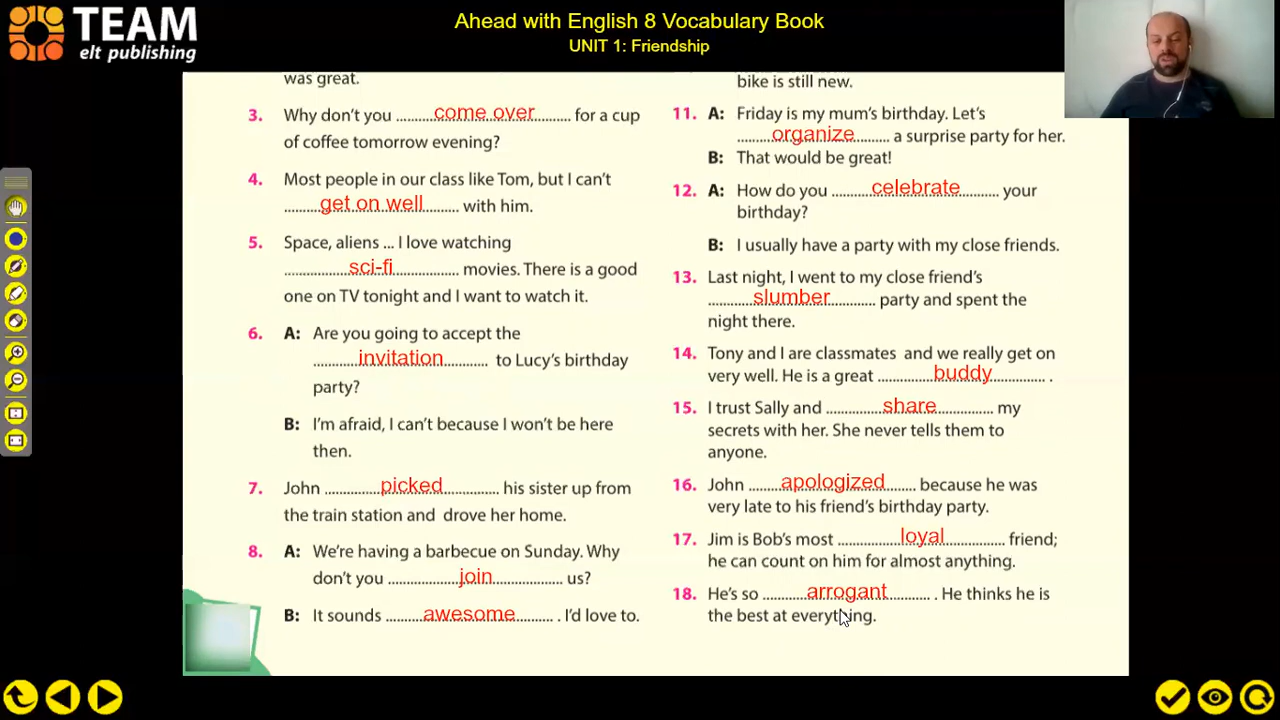 TEAM
elt publishing
Ahead with English 8 Vocabulary Book
UNIT 1: Friendship
was great.
3. Why don't you come over for a cup
of coffee tomorrow evening?
4. Most people in our class like Tom, but I can't
get on well with him.
5. Space, aliens ... I love watching
sci-fi movies. There is a good
one on TV tonight and I want to watch it.
6. A: Are you going to accept the
invitation to Lucy's birthday
party?
B: I'm afraid, I can't because I won't be here
then.
7. John picked his sister up from
the train station and drove her home.
8. A: We're having a barbecue on Sunday. Why
don't you join us?
B: It sounds awesome. I'd love to.
bike is still new.
11. A: Friday is my mum's birthday. Let's
organize a surprise party for her.
B: That would be great!
12. A: How do you celebrate your
birthday?
B: I usually have a party with my close friends.
13. Last night, I went to my close friend's
slumber party and spent the
night there.
14. Tony and I are classmates and we really get on
very well. He is a great buddy.
15. I trust Sally and share my
secrets with her. She never tells them to
anyone.
16. John apologized because he was
very late to his friend's birthday party.
17. Jim is Bob's most loyal friend;
he can count on him for almost anything.
18. He's so arrogant. He thinks he is
the best at everything.